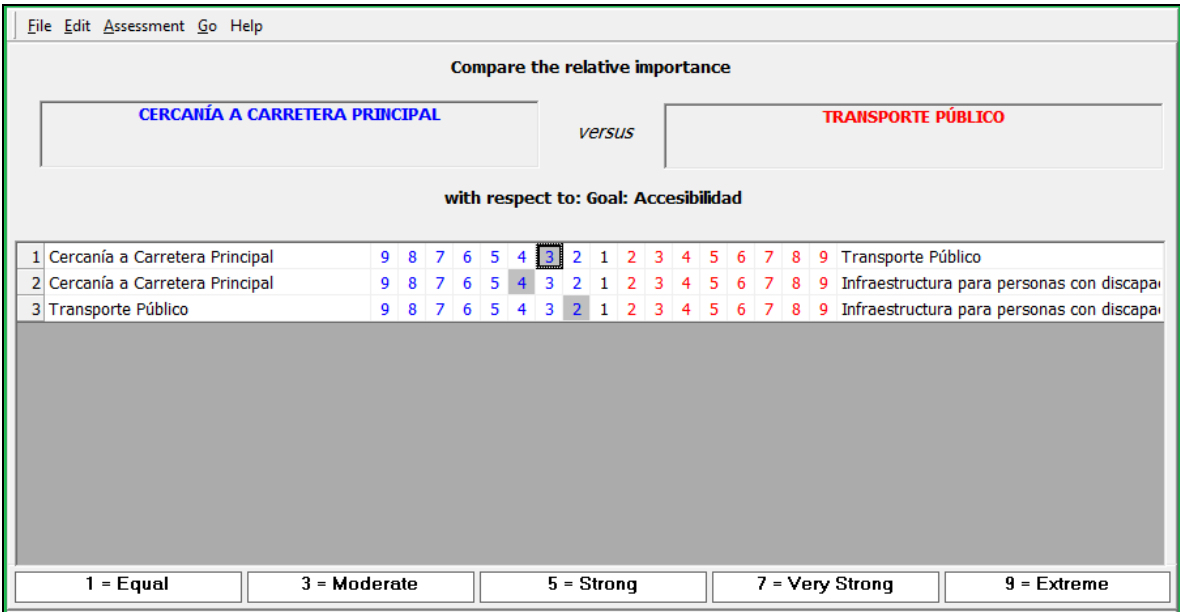 File Edit Assessment Go Help
Compare the relative importance
CERCANÍA A CARRETERA PRINCIPAL
versus
TRANSPORTE PÚBLICO
with respect to: Goal: Accesibilidad
1 Cercanía a Carretera Principal 9 8 7 6 5 4 3 2 1 2 3 4 5 6 7 8 9 Transporte Público
2 Cercanía a Carretera Principal 9 8 7 6 5 4 3 2 1 2 3 4 5 6 7 8 9 Infraestructura para personas con discapa
3 Transporte Público 9 8 7 6 5 4 3 2 1 2 3 4 5 6 7 8 9 Infraestructura para personas con discapa
1 = Equal 3 = Moderate 5 = Strong 7 = Very Strong 9 = Extreme